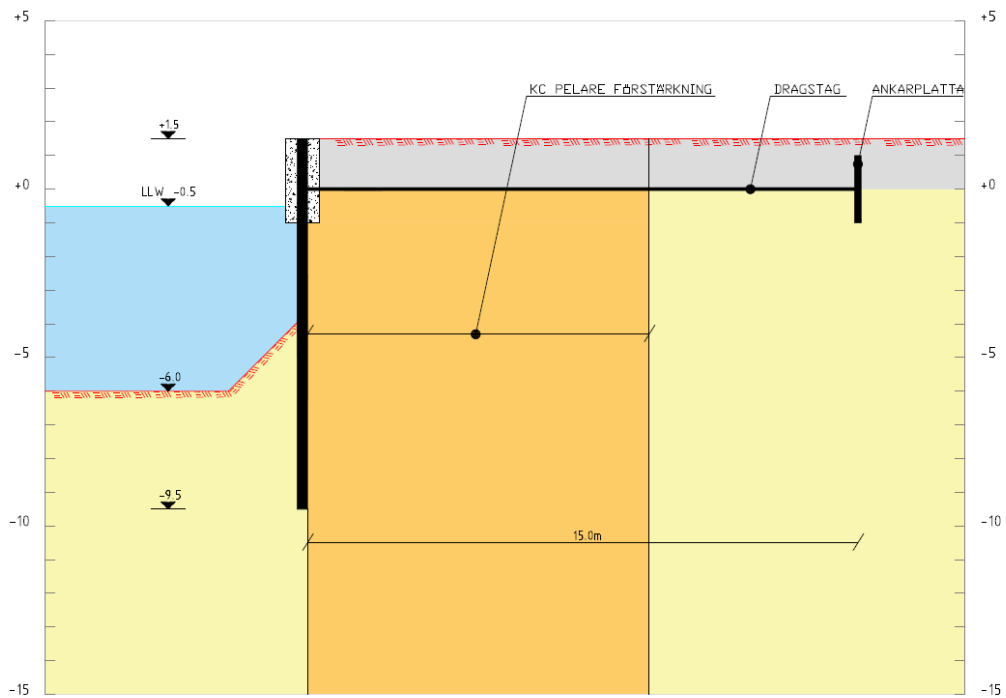 +5
+5
KC PELARE FÖRSTÄRKNING
DRAGSTAG
ANKARPLATTA
+1.5
+0
LLW -0.5
+0
-5
-5
-6.0
-9.5
-10
-10
15.0m
-15
-15